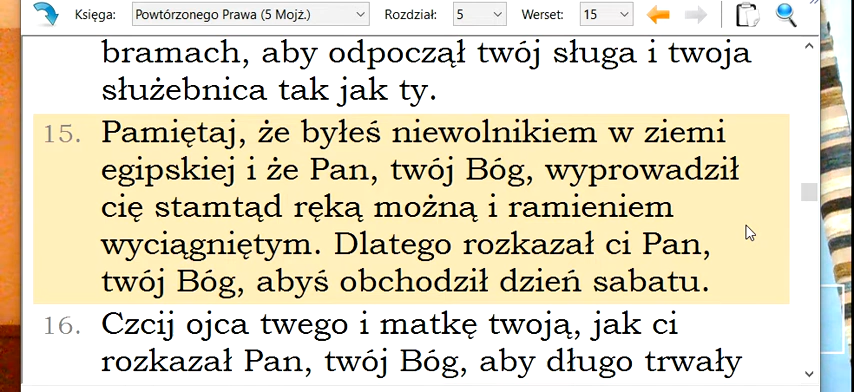 Księga: Powtórzonego Prawa (5 Mojż.) Rozdział: 5 Werset: 15
bramach, aby odpoczął twój sługa i twoja
służebnica tak jak ty.
15. Pamiętaj, że byłeś niewolnikiem w ziemi
egipskiej i że Pan, twój Bóg, wyprowadził
cię stamtąd ręką możną i ramieniem
wyciągniętym. Dlatego rozkazał ci Pan,
twój Bóg, abyś obchodził dzień sabatu.
16. Czcij ojca twego i matkę twoją, jak ci
rozkazał Pan, twój Bóg, aby długo trwały